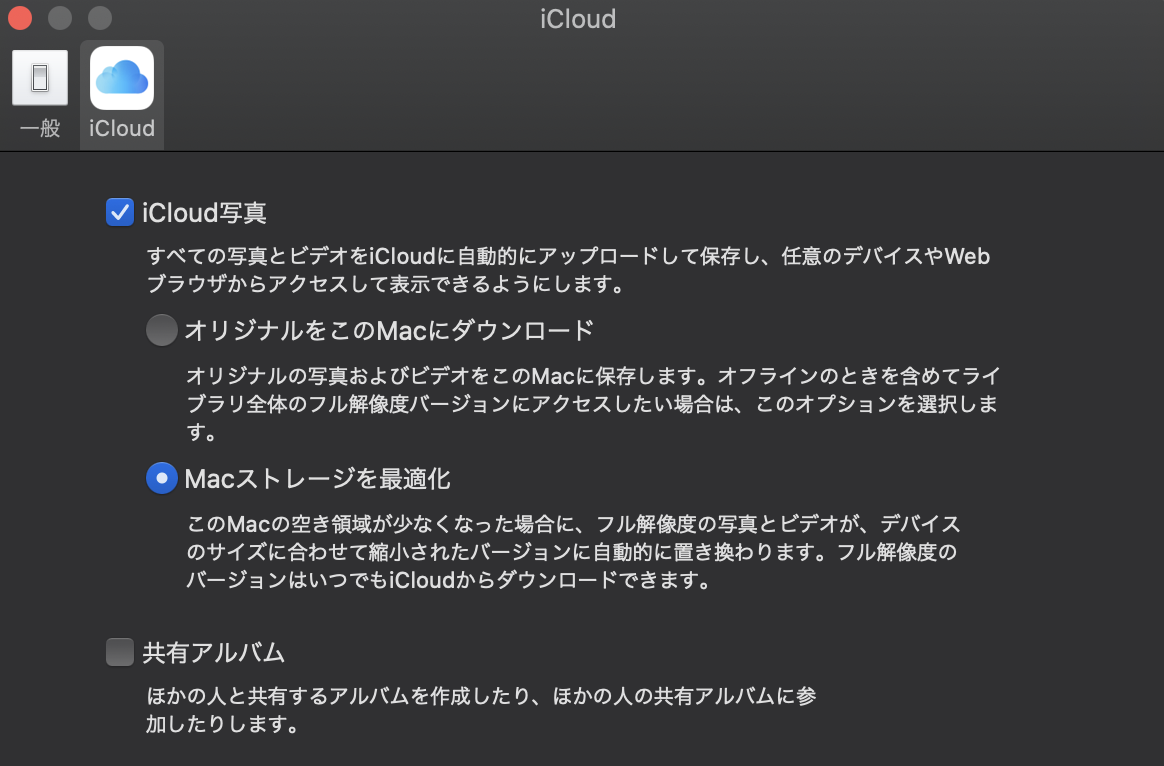 iCloud
一般
iCloud
iCloud写真
すべての写真とビデオをiCloudに自動的にアップロードして保存し、任意のデバイスやWeb
ブラウザからアクセスして表示できるようにします。
オリジナルをこのMacにダウンロード
オリジナルの写真およびビデオをこのMacに保存します。オフラインのときを含めてライ
ブラリ全体のフル解像度バージョンにアクセスしたい場合は、このオプションを選択しま
す。
Macストレージを最適化
このMacの空き領域が少なくなった場合に、フル解像度の写真とビデオが、デバイス
のサイズに合わせて縮小されたバージョンに自動的に置き換わります。フル解像度の
バージョンはいつでもiCloudからダウンロードできます。
共有アルバム
ほかの人と共有するアルバムを作成したり、ほかの人の共有アルバムに参
加したりします。